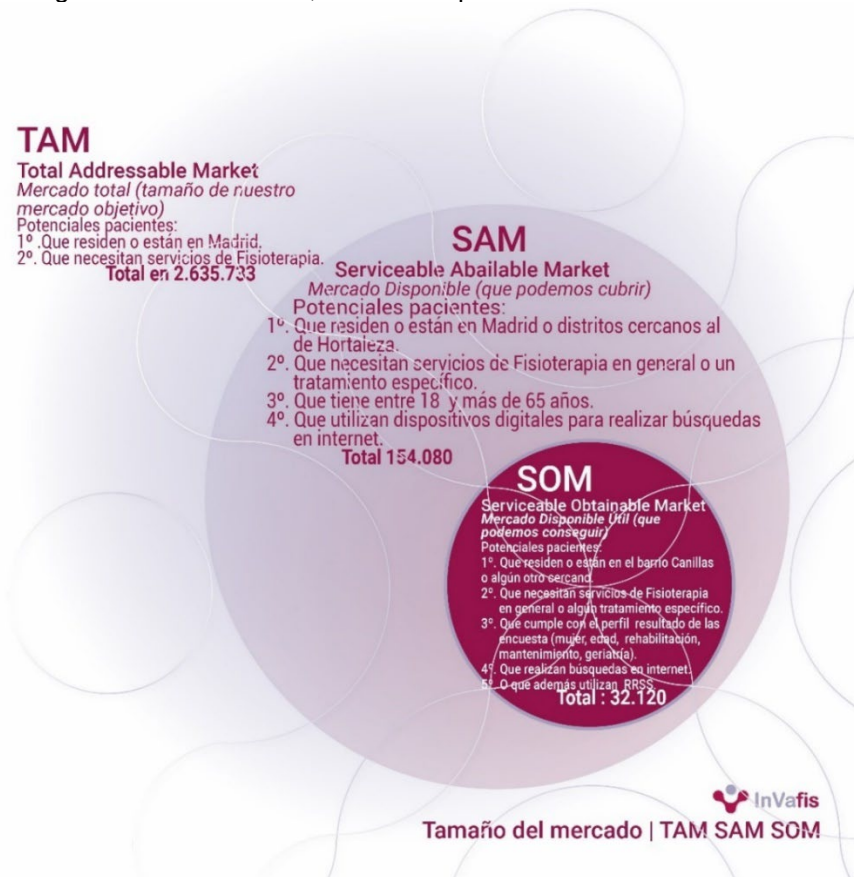 TAM
Total Addressable Market
Mercado total (tamaño de nuestro
mercado objetivo)
Potenciales pacientes:
1º .Que residen o están en Madrid.
2º. Que necesitan servicios de Fisioterapia.
Total en 2.635.733
SAM
Serviceable Abailable Market
Mercado Disponible (que podemos cubrir)
Potenciales pacientes:
1º. Que residen o están en Madrid o distritos cercanos al
de Hortaleza.
2º. Que necesitan servicios de Fisioterapia en general o un
tratamiento específico.
3º. Que tiene entre 18 y más de 65 años.
4º. Que utilizan dispositivos digitales para realizar búsquedas
en internet.
Total 154.080
SOM
Serviceable Obtainable Market
Mercado Disponible Útil (que
podemos conseguir)
Potenciales pacientes:
1º. Que residen o están en el barrio Canillas
o algún otro cercano.
2º. Que necesitan servicios de Fisioterapia
en general o algún tratamiento específico.
3º. Que cumple con el perfil resultado de las
encuesta (mujer, edad, rehabilitación,
mantenimiento, geriatría).
4º. Que realizan búsquedas en internet.
5º. O que además utilizan RRSS.
Total : 32.120
InVafis
Tamaño del mercado | TAM SAM SOM